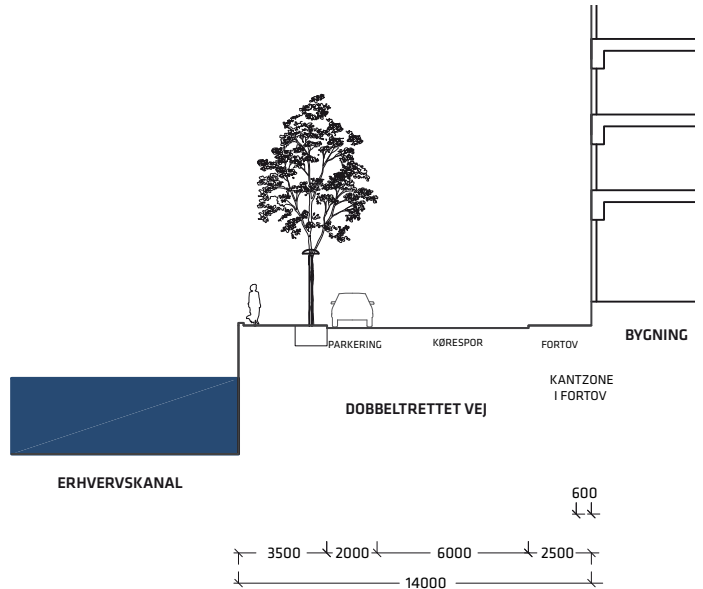 BYGNING
PARKERING
KØRESPOR
FORTOV
KANTZONE
I FORTOV
DOBBELTRETTET VEJ
ERHVERVSKANAL
600
3500
2000
6000
2500
14000